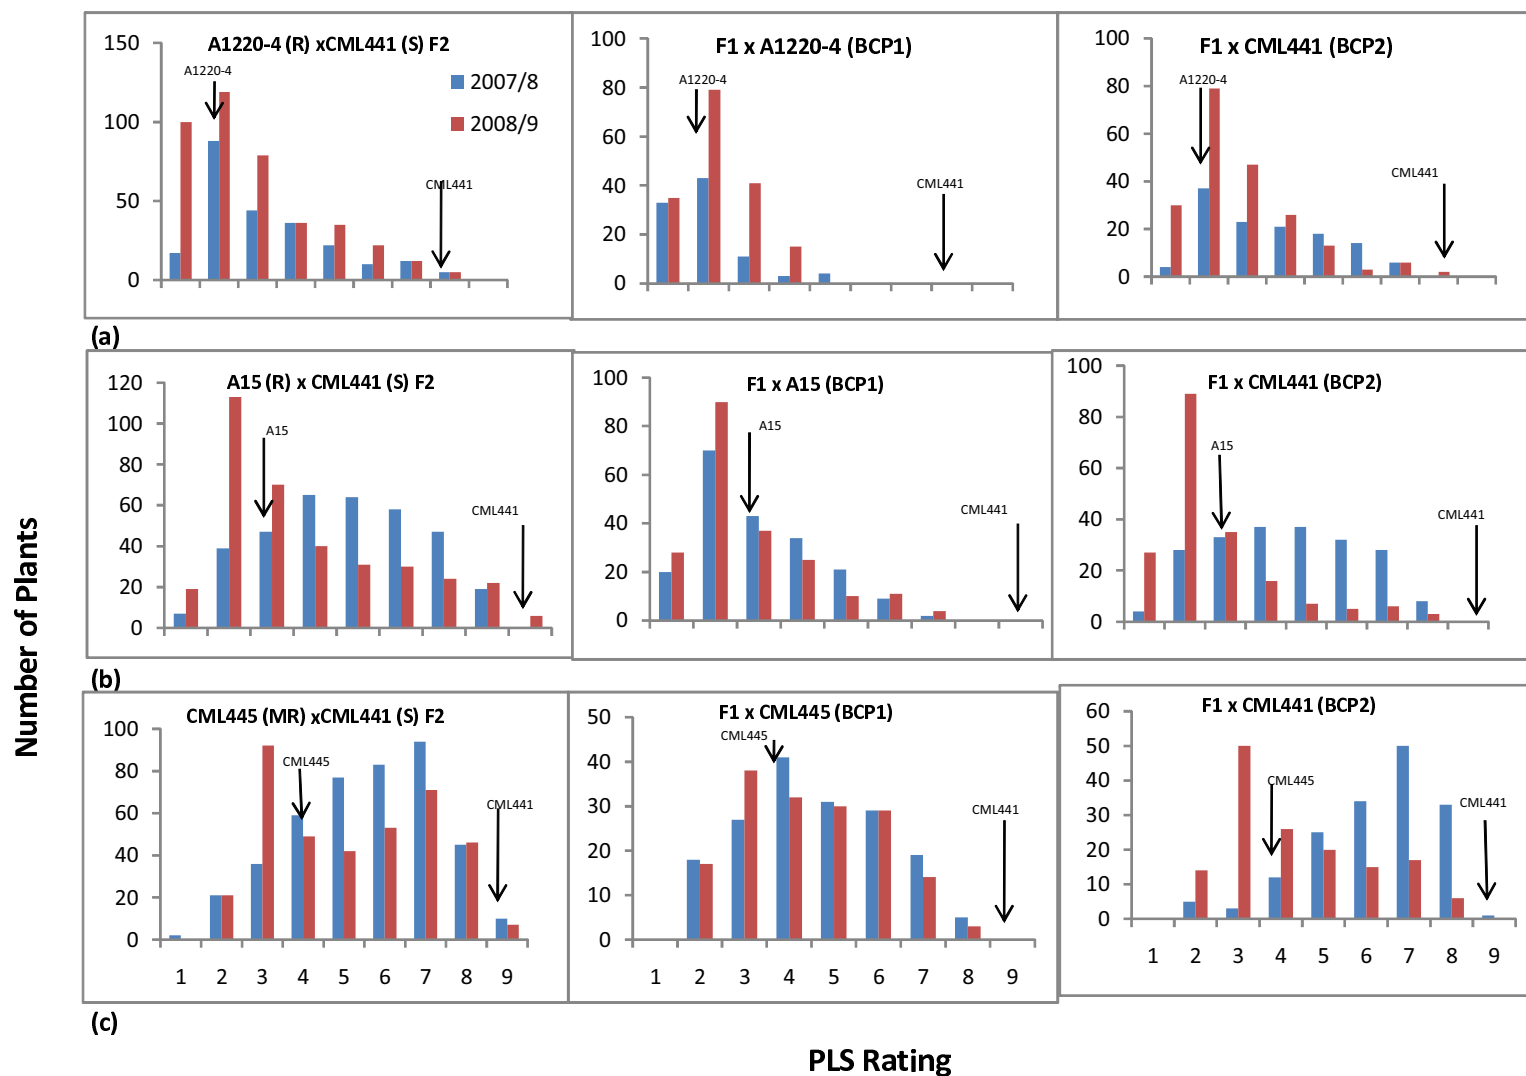 A1220-4 (R) xCML441 (S) F2
150
100
50
0
A1220-4
2007/8
2008/9
CML441
F1 x A1220-4 (BCP1)
100
80
60
40
20
0
A1220-4
CML441
F1 x CML441 (BCP2)
100
80
60
40
20
0
A1220-4
CML441
(a)
A15 (R) x CML441 (S) F2
120
100
80
60
40
20
0
A15
CML441
F1 x A15 (BCP1)
100
80
60
40
20
0
A15
CML441
F1 x CML441 (BCP2)
100
80
60
40
20
0
A15
CML441
(b)
Number of Plants
CML445 (MR) xCML441 (S) F2
100
80
60
40
20
0
CML445
CML441
1 2 3 4 5 6 7 8 9
F1 x CML445 (BCP1)
50
40
30
20
10
0
CML445
CML441
1 2 3 4 5 6 7 8 9
F1 x CML441 (BCP2)
60
50
40
30
20
10
0
CML445
CML441
1 2 3 4 5 6 7 8 9
(c)
PLS Rating